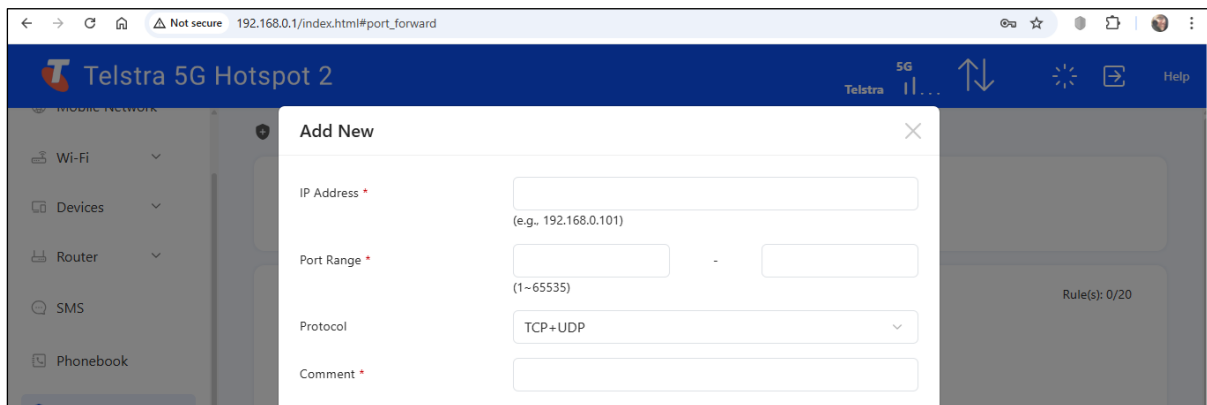 Not secure 192.168.0.1/index.html#port_forward
Telstra 5G Hotspot 2
5G
Telstra
Help
Mobile Network
Add New
Wi-Fi
IP Address *
(e.g., 192.168.0.101)
Devices
Router
Port Range *
-
(1~65535)
Rule(s): 0/20
SMS
Protocol
TCP+UDP
Phonebook
Comment *